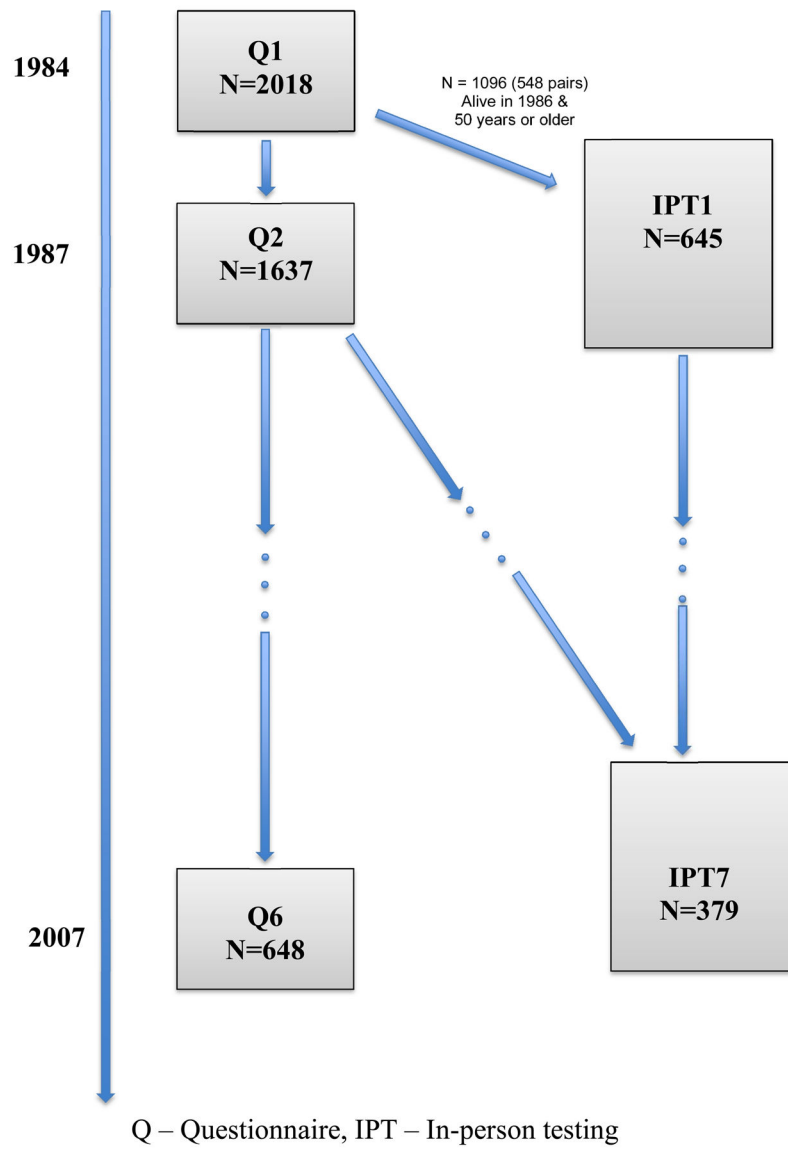 1984
Q1
N=2018
N = 1096 (548 pairs)
Alive in 1986 &
50 years or older
IPT1
N=645
1987
Q2
N=1637
IPT7
N=379
2007
Q6
N=648
Q – Questionnaire, IPT – In-person testing